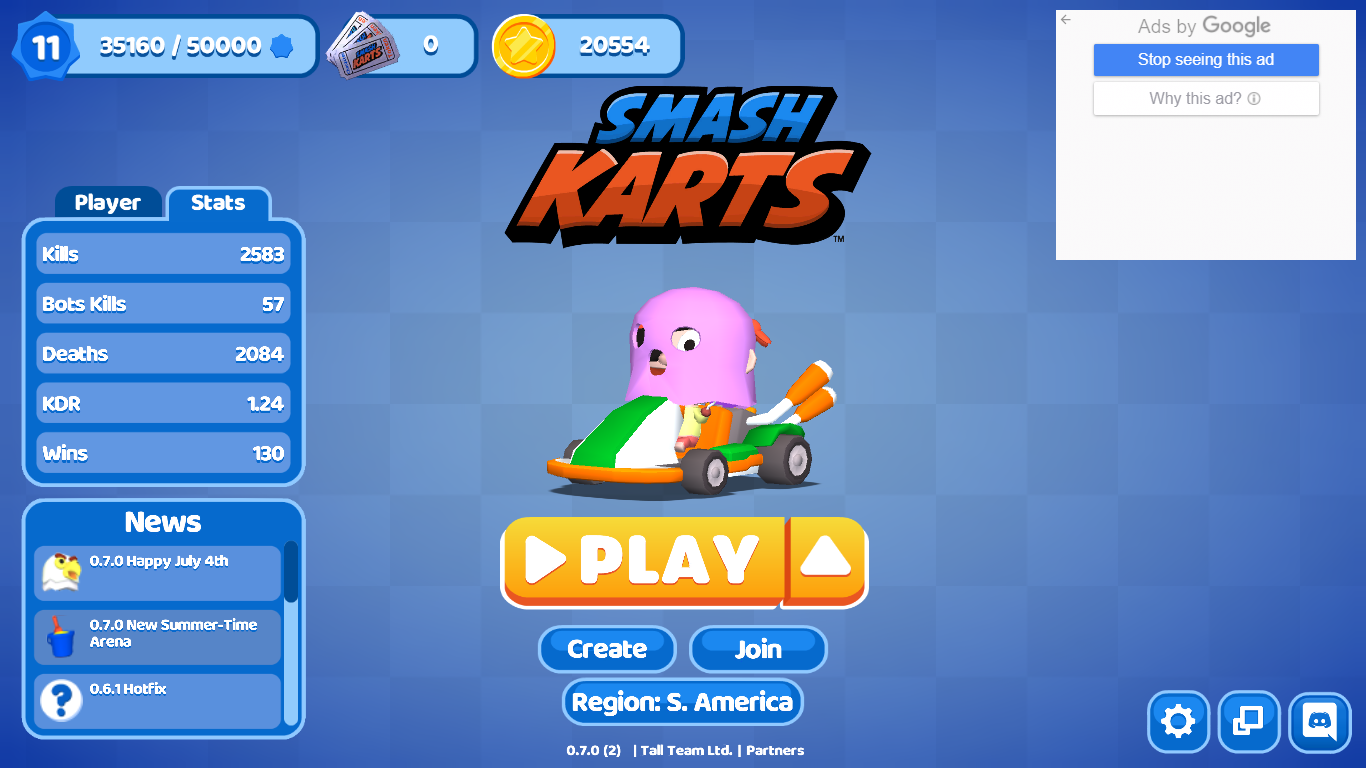 11
35160 / 50000
SMASH KARTS
0
20554
Ads by Google
Stop seeing this ad
Why this ad?
SMASH
KARTS
TM
Player
Stats
Kills 2583
Bots Kills 57
Deaths 2084
KDR 1.24
Wins 130
News
0.7.0 Happy July 4th
0.7.0 New Summer-Time
Arena
0.6.1 Hotfix
PLAY
Create
Join
Region: S. America
0.7.0 (2) | Tall Team Ltd. | Partners